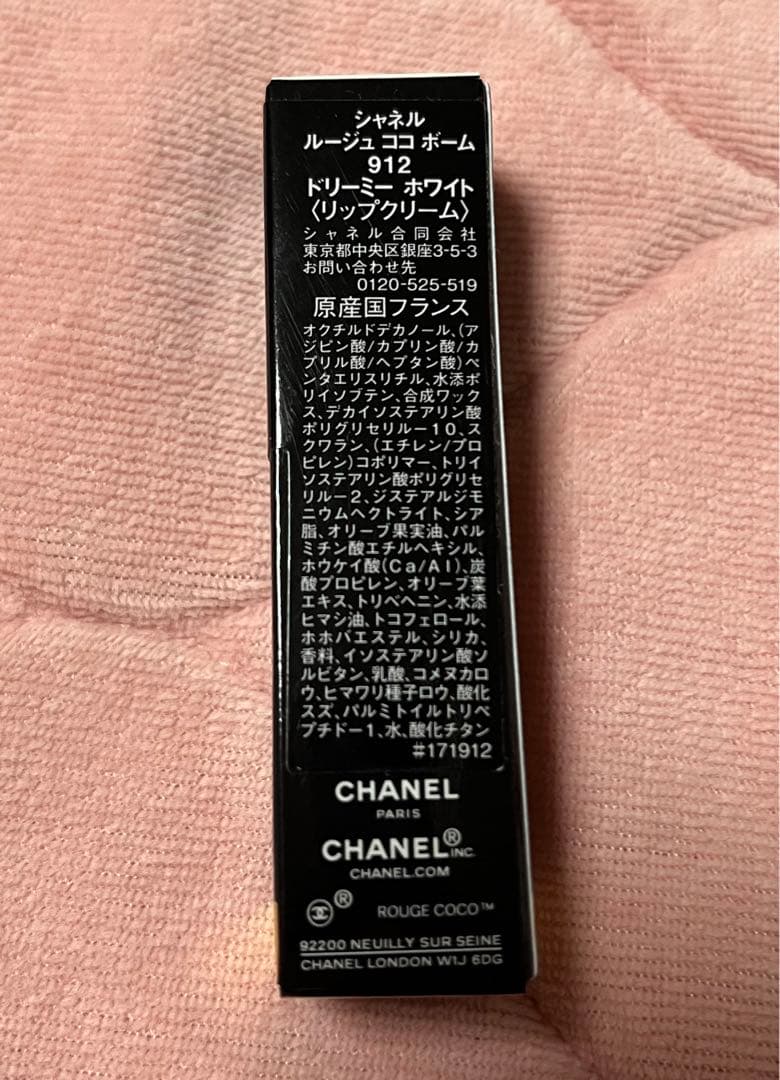 シャネル
ルージュ ココ ボーム
912
ドリーミー ホワイト
〈リップクリーム〉
シャネル合同会社
東京都中央区銀座3-5-3
お問い合わせ先
0120-525-519
原産国フランス
オクチルドデカノール、(ア
ジピン酸/カプリン酸/カ
プリル酸/ヘプタン酸)ペ
ンタエリスリチル、水添ポ
リイソブテン、合成ワック
ス、デカイソステアリン酸
ポリグリセリル-10、ス
クワラン、(エチレン/プロ
ピレン)コポリマー、トリイ
ソステアリン酸ポリグリセ
リル-2、ジステアルジモ
ニウムヘクトライト、シア
脂、オリーブ果実油、パル
ミチン酸エチルヘキシル、
ホウケイ酸(Ca/Al)、炭
酸プロピレン、オリーブ葉
エキス、トリベヘニン、水添
ヒマシ油、トコフェロール、
ホホバエステル、シリカ、
香料、イソステアリン酸ソ
ルビタン、乳酸、コメヌカロ
ウ、ヒマワリ種子ロウ、酸化
スズ、パルミトイルトリペ
プチド-1、水、酸化チタン
#171912
CHANEL
PARIS
CHANEL® INC.
CHANEL.COM
® ROUGE COCO™
92200 NEUILLY SUR SEINE
CHANEL LONDON W1J 6DG